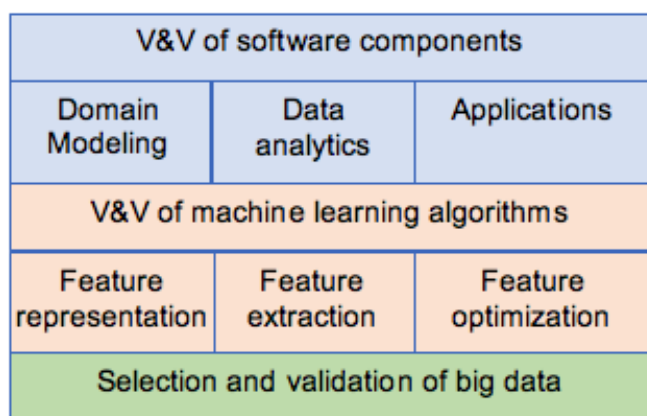 V&V of software components
Domain
Modeling
Data
analytics
Applications
V&V of machine learning algorithms
Feature
representation
Feature
extraction
Feature
optimization
Selection and validation of big data